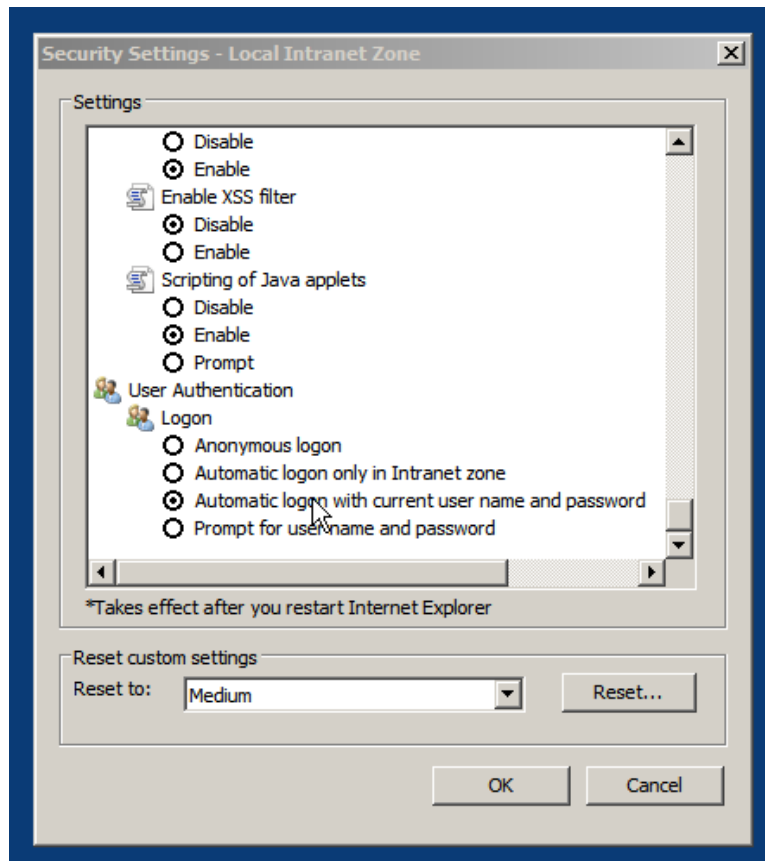 Security Settings - Local Intranet Zone
Settings
Disable
Enable
Enable XSS filter
Disable
Enable
Scripting of Java applets
Disable
Enable
Prompt
User Authentication
Logon
Anonymous logon
Automatic logon only in Intranet zone
Automatic logon with current user name and password
Prompt for user name and password
*Takes effect after you restart Internet Explorer
Reset custom settings
Reset to:
Medium
Reset...
OK
Cancel